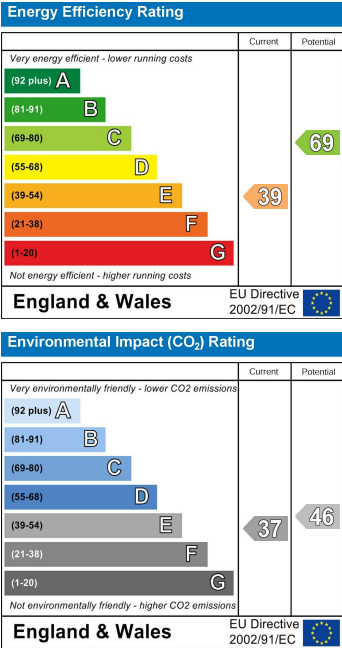 Energy Efficiency Rating
Current Potential
Very energy efficient - lower running costs
(92 plus) A
(81-91) B
(69-80) C
69
(55-68) D
(39-54) E
39
(21-38) F
(1-20) G
Not energy efficient - higher running costs
England & Wales
EU Directive
2002/91/EC
Environmental Impact (CO₂) Rating
Current Potential
Very environmentally friendly - lower CO2 emissions
(92 plus) A
(81-91) B
(69-80) C
(55-68) D
(39-54) E
37
46
(21-38) F
(1-20) G
Not environmentally friendly - higher CO2 emissions
England & Wales
EU Directive
2002/91/EC